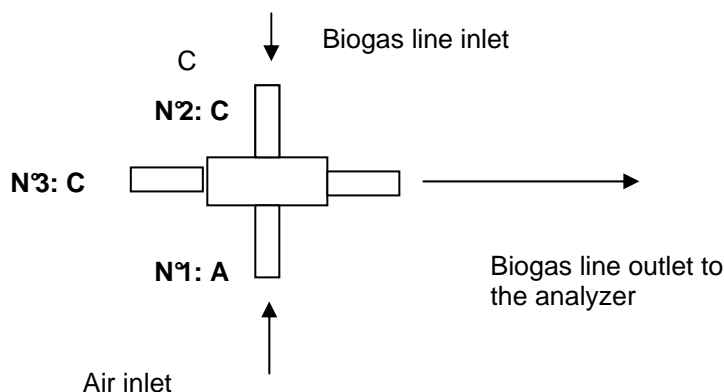 Biogas line inlet
C
N°2: C
N°3: C
N°1: A
Biogas line outlet to
the analyzer
Air inlet